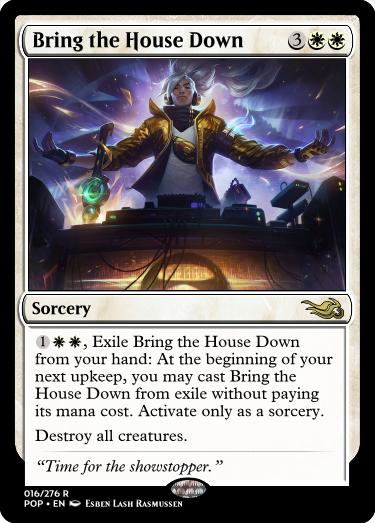 Bring the House Down 3
Sorcery
1, Exile Bring the House Down
from your hand: At the beginning of your
next upkeep, you may cast Bring the
House Down from exile without paying
its mana cost. Activate only as a sorcery.
Destroy all creatures.
“Time for the showstopper.”
016/276 R
POP • EN Esben Lash Rasmussen